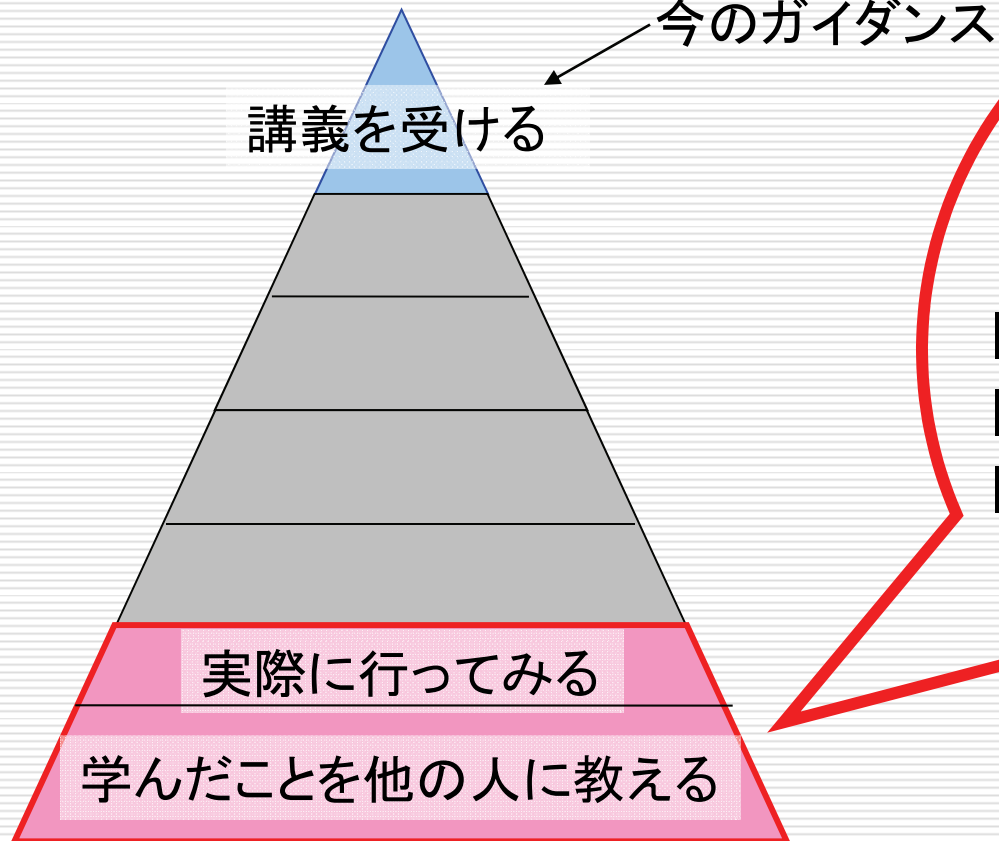 今のガイダンス
講義を受ける
実際に行ってみる
学んだことを他の人に教える